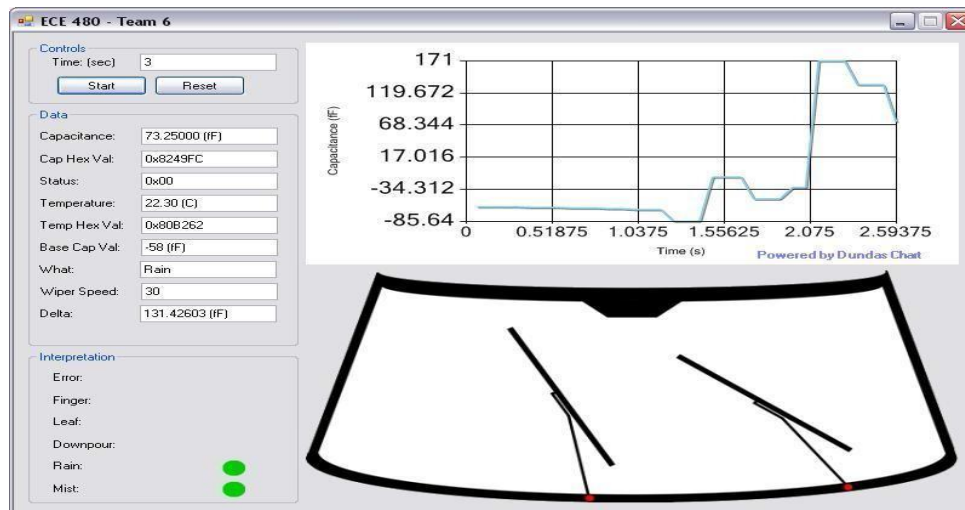 ECE 480 - Team 6
Controls
Time: (sec) 3
Start Reset
Data
Capacitance: 73.25000 (fF)
Cap Hex Val: 0x8249FC
Status: 0x00
Temperature: 22.30 (C)
Temp Hex Val: 0x80B262
Base Cap Val: -58 (fF)
What: Rain
Wiper Speed: 30
Delta: 131.42603 (fF)
Interpretation
Error:
Finger:
Leaf:
Downpour:
Rain:
Mist:
Capacitance (fF)
171
119.672
68.344
17.016
-34.312
-85.64
0 0.51875 1.0375 1.55625 2.075 2.59375
Time (s)
Powered by Dundas Chart